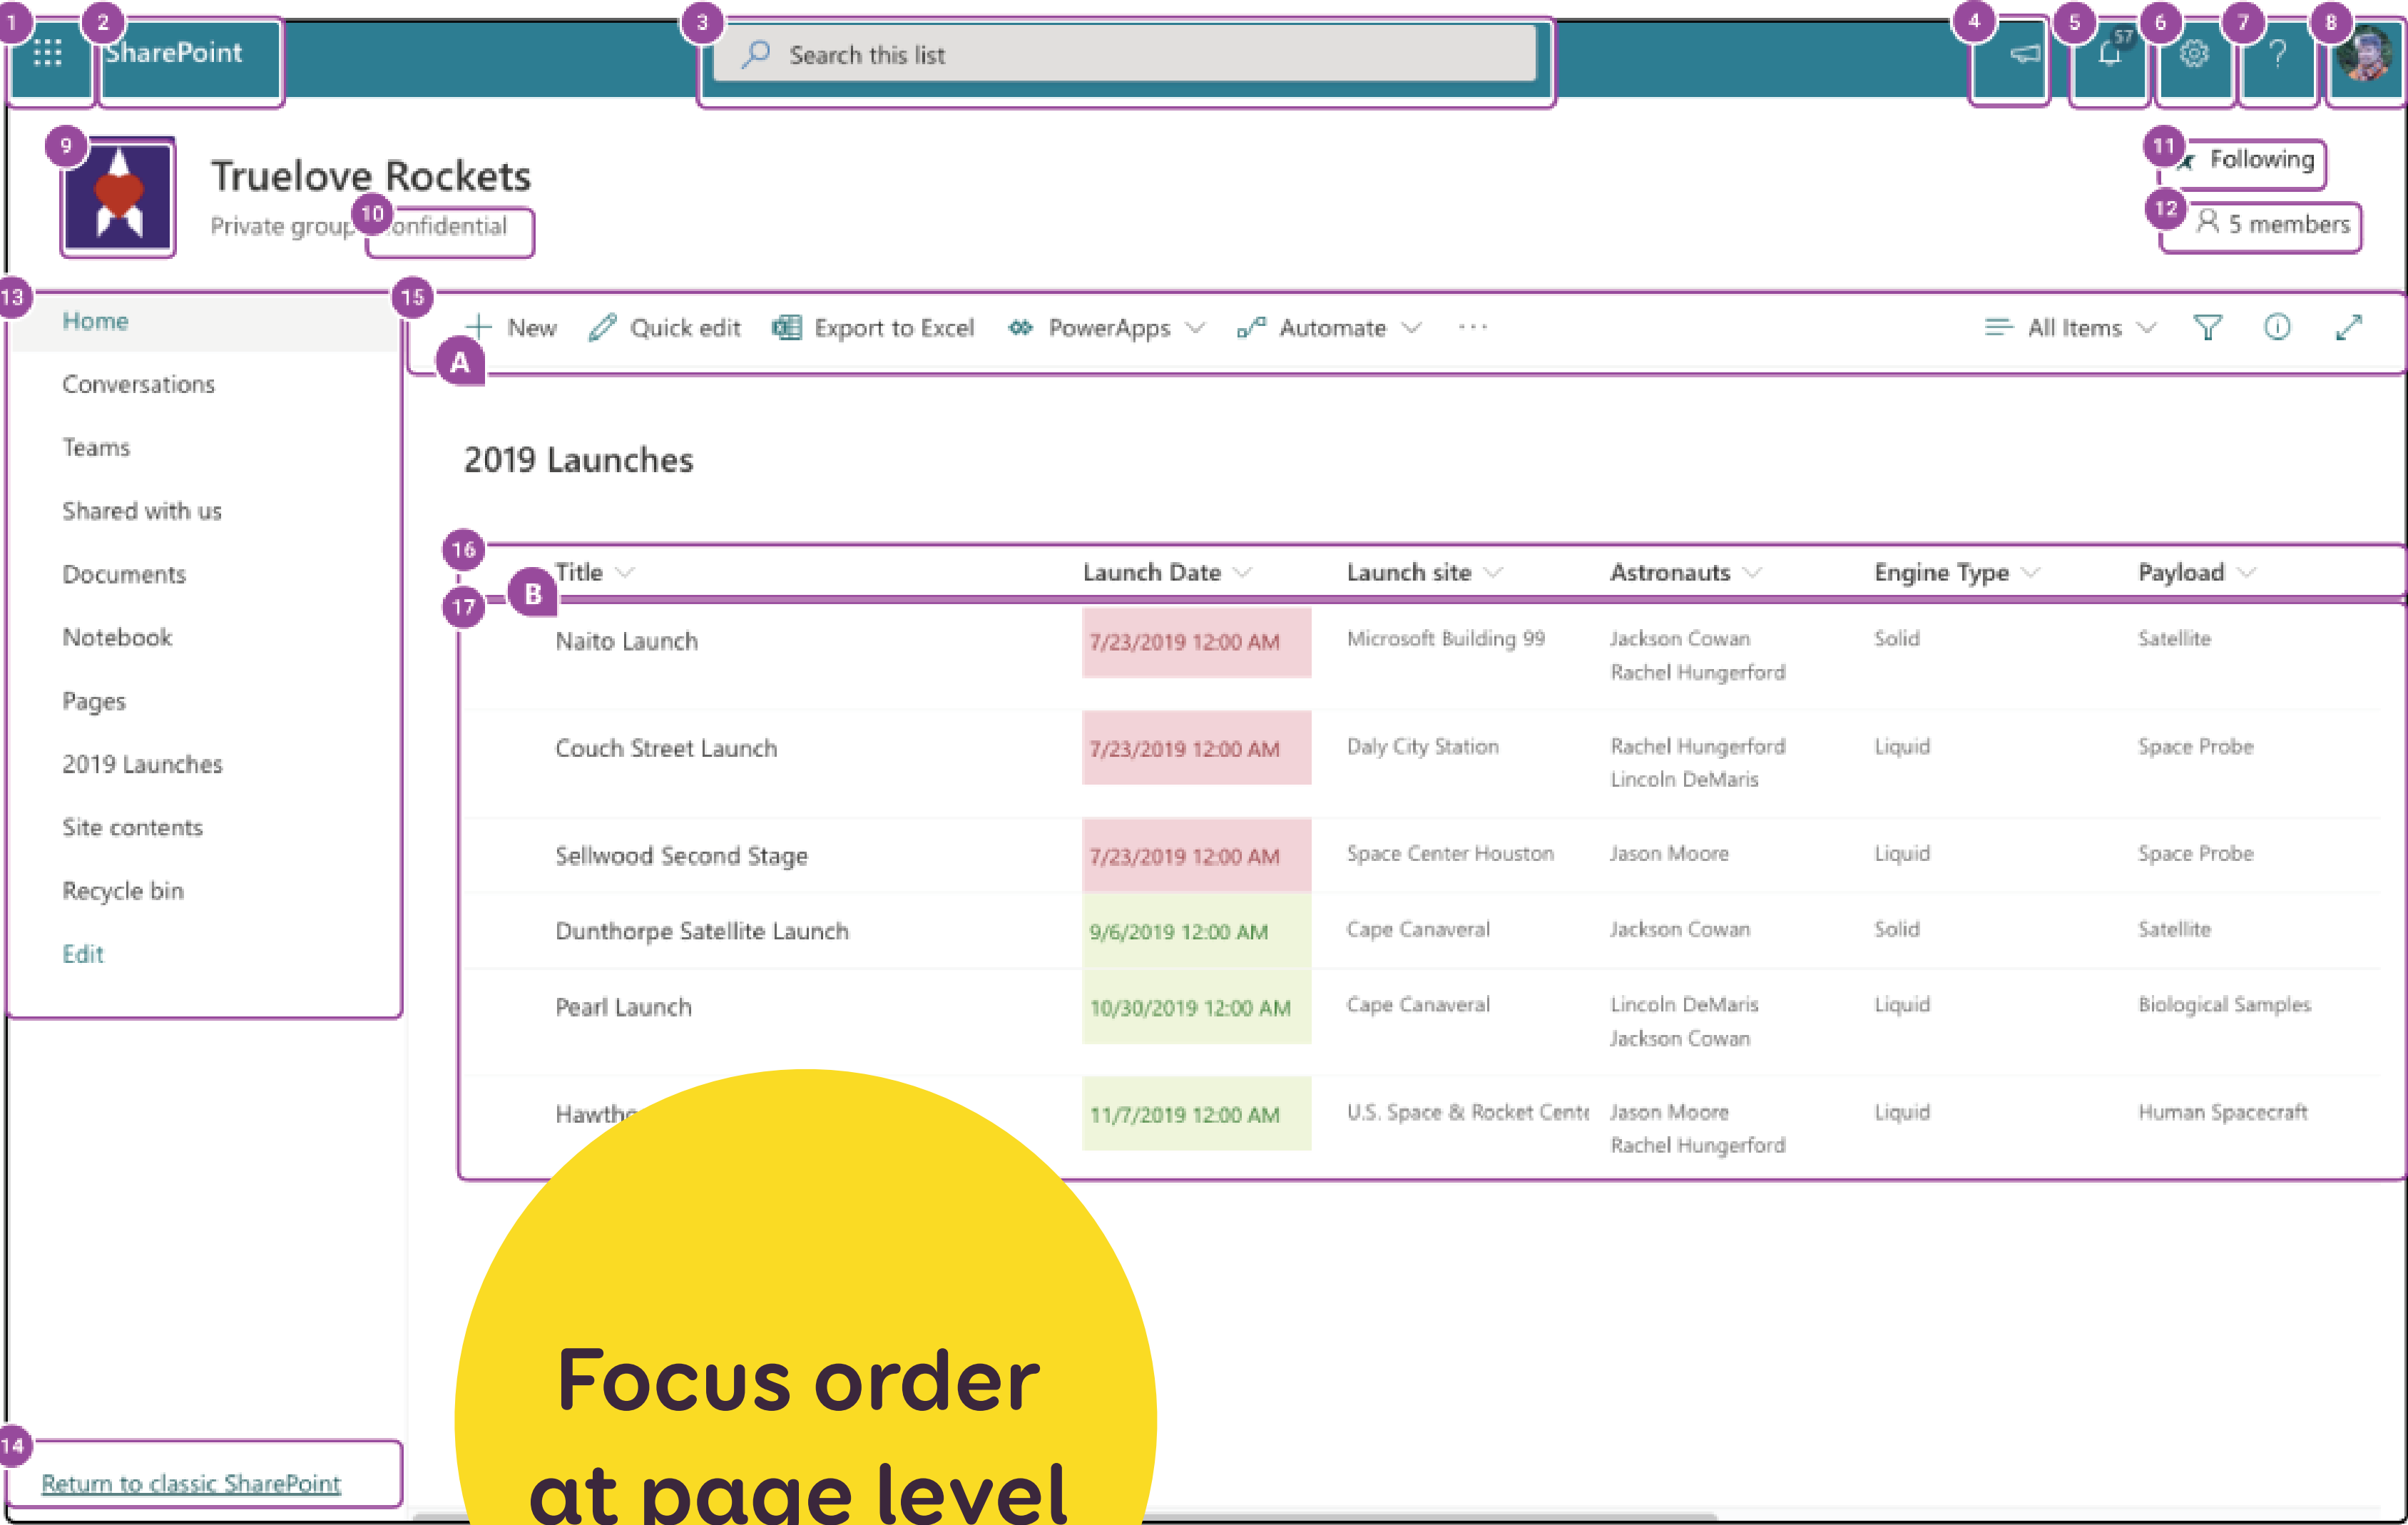 1 2 3 4 5 6 7 8
SharePoint
Search this list
57
?
9
Truelove Rockets
Private group
10
11
Following
12
5 members
13
Home
Conversations
Teams
Shared with us
Documents
Notebook
Pages
2019 Launches
Site contents
Recycle bin
Edit
14
Return to classic SharePoint
15
New Quick edit Export to Excel PowerApps Automate ... All Items
A
2019 Launches
16
Title Launch Date Launch site Astronauts Engine Type Payload
B
17
Naito Launch 7/23/2019 12:00 AM Microsoft Building 99 Jackson Cowan Solid Satellite
Rachel Hungerford
Couch Street Launch 7/23/2019 12:00 AM Daly City Station Rachel Hungerford Liquid Space Probe
Lincoln DeMaris
Sellwood Second Stage 7/23/2019 12:00 AM Space Center Houston Jason Moore Liquid Space Probe
Dunthorpe Satellite Launch 9/6/2019 12:00 AM Cape Canaveral Jackson Cowan Solid Satellite
Pearl Launch 10/30/2019 12:00 AM Cape Canaveral Lincoln DeMaris Liquid Biological Samples
Jackson Cowan
11/7/2019 12:00 AM U.S. Space & Rocket Cente Jason Moore Liquid Human Spacecraft
Rachel Hungerford
Focus order
at page level